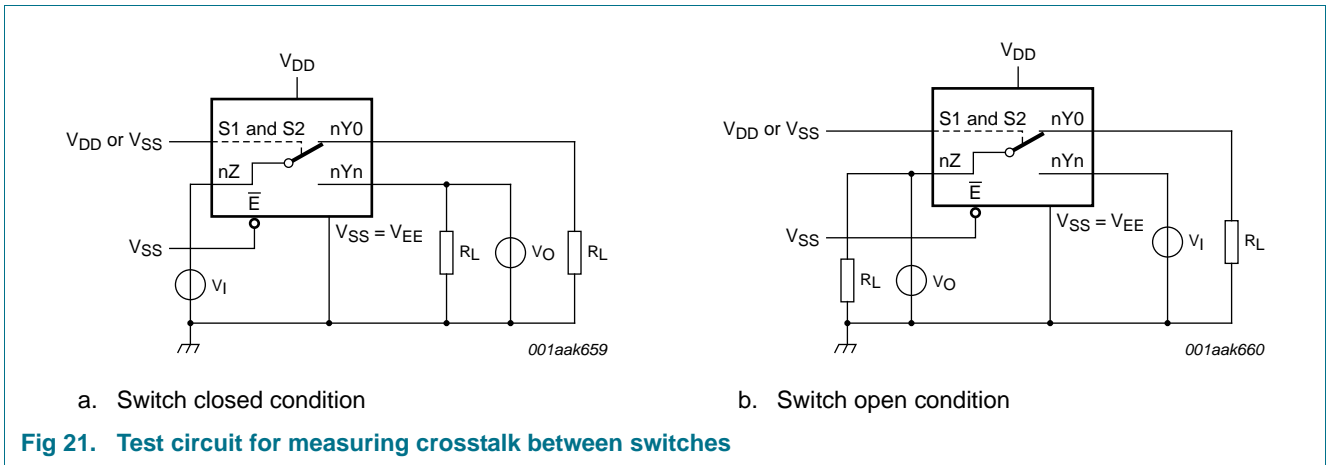 VDD
VDD or VSS
S1 and S2
nY0
nZ
nYn
E
VSS
VSS = VEE
VI
RL
VO
RL
001aak659
a. Switch closed condition
VDD
VDD or VSS
S1 and S2
nY0
nZ
nYn
E
VSS
VSS = VEE
RL
VO
VI
RL
001aak660
b. Switch open condition
Fig 21. Test circuit for measuring crosstalk between switches